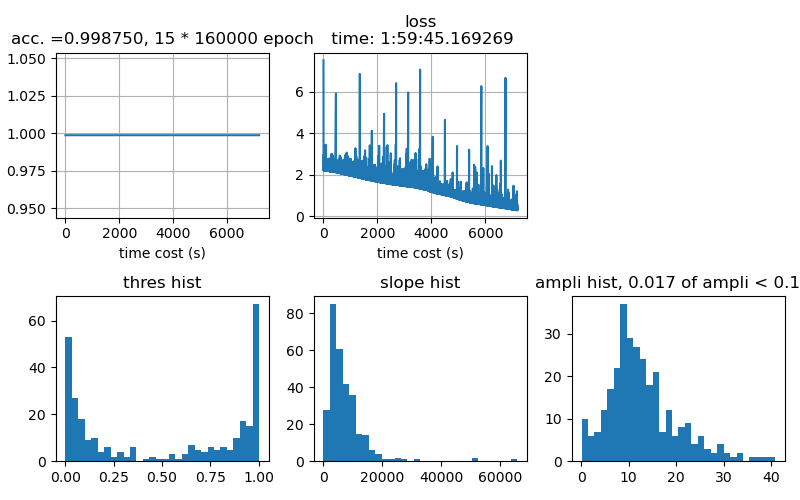 acc. =0.998750, 15 * 160000 epoch
loss
time: 1:59:45.169269
1.050
1.025
1.000
0.975
0.950
0 2000 4000 6000
time cost (s)
6
4
2
0
0 2000 4000 6000
time cost (s)
thres hist
60
40
20
0
0.00 0.25 0.50 0.75 1.00
slope hist
80
60
40
20
0
0 20000 40000 60000
ampli hist, 0.017 of ampli < 0.1
30
20
10
0
0 10 20 30 40